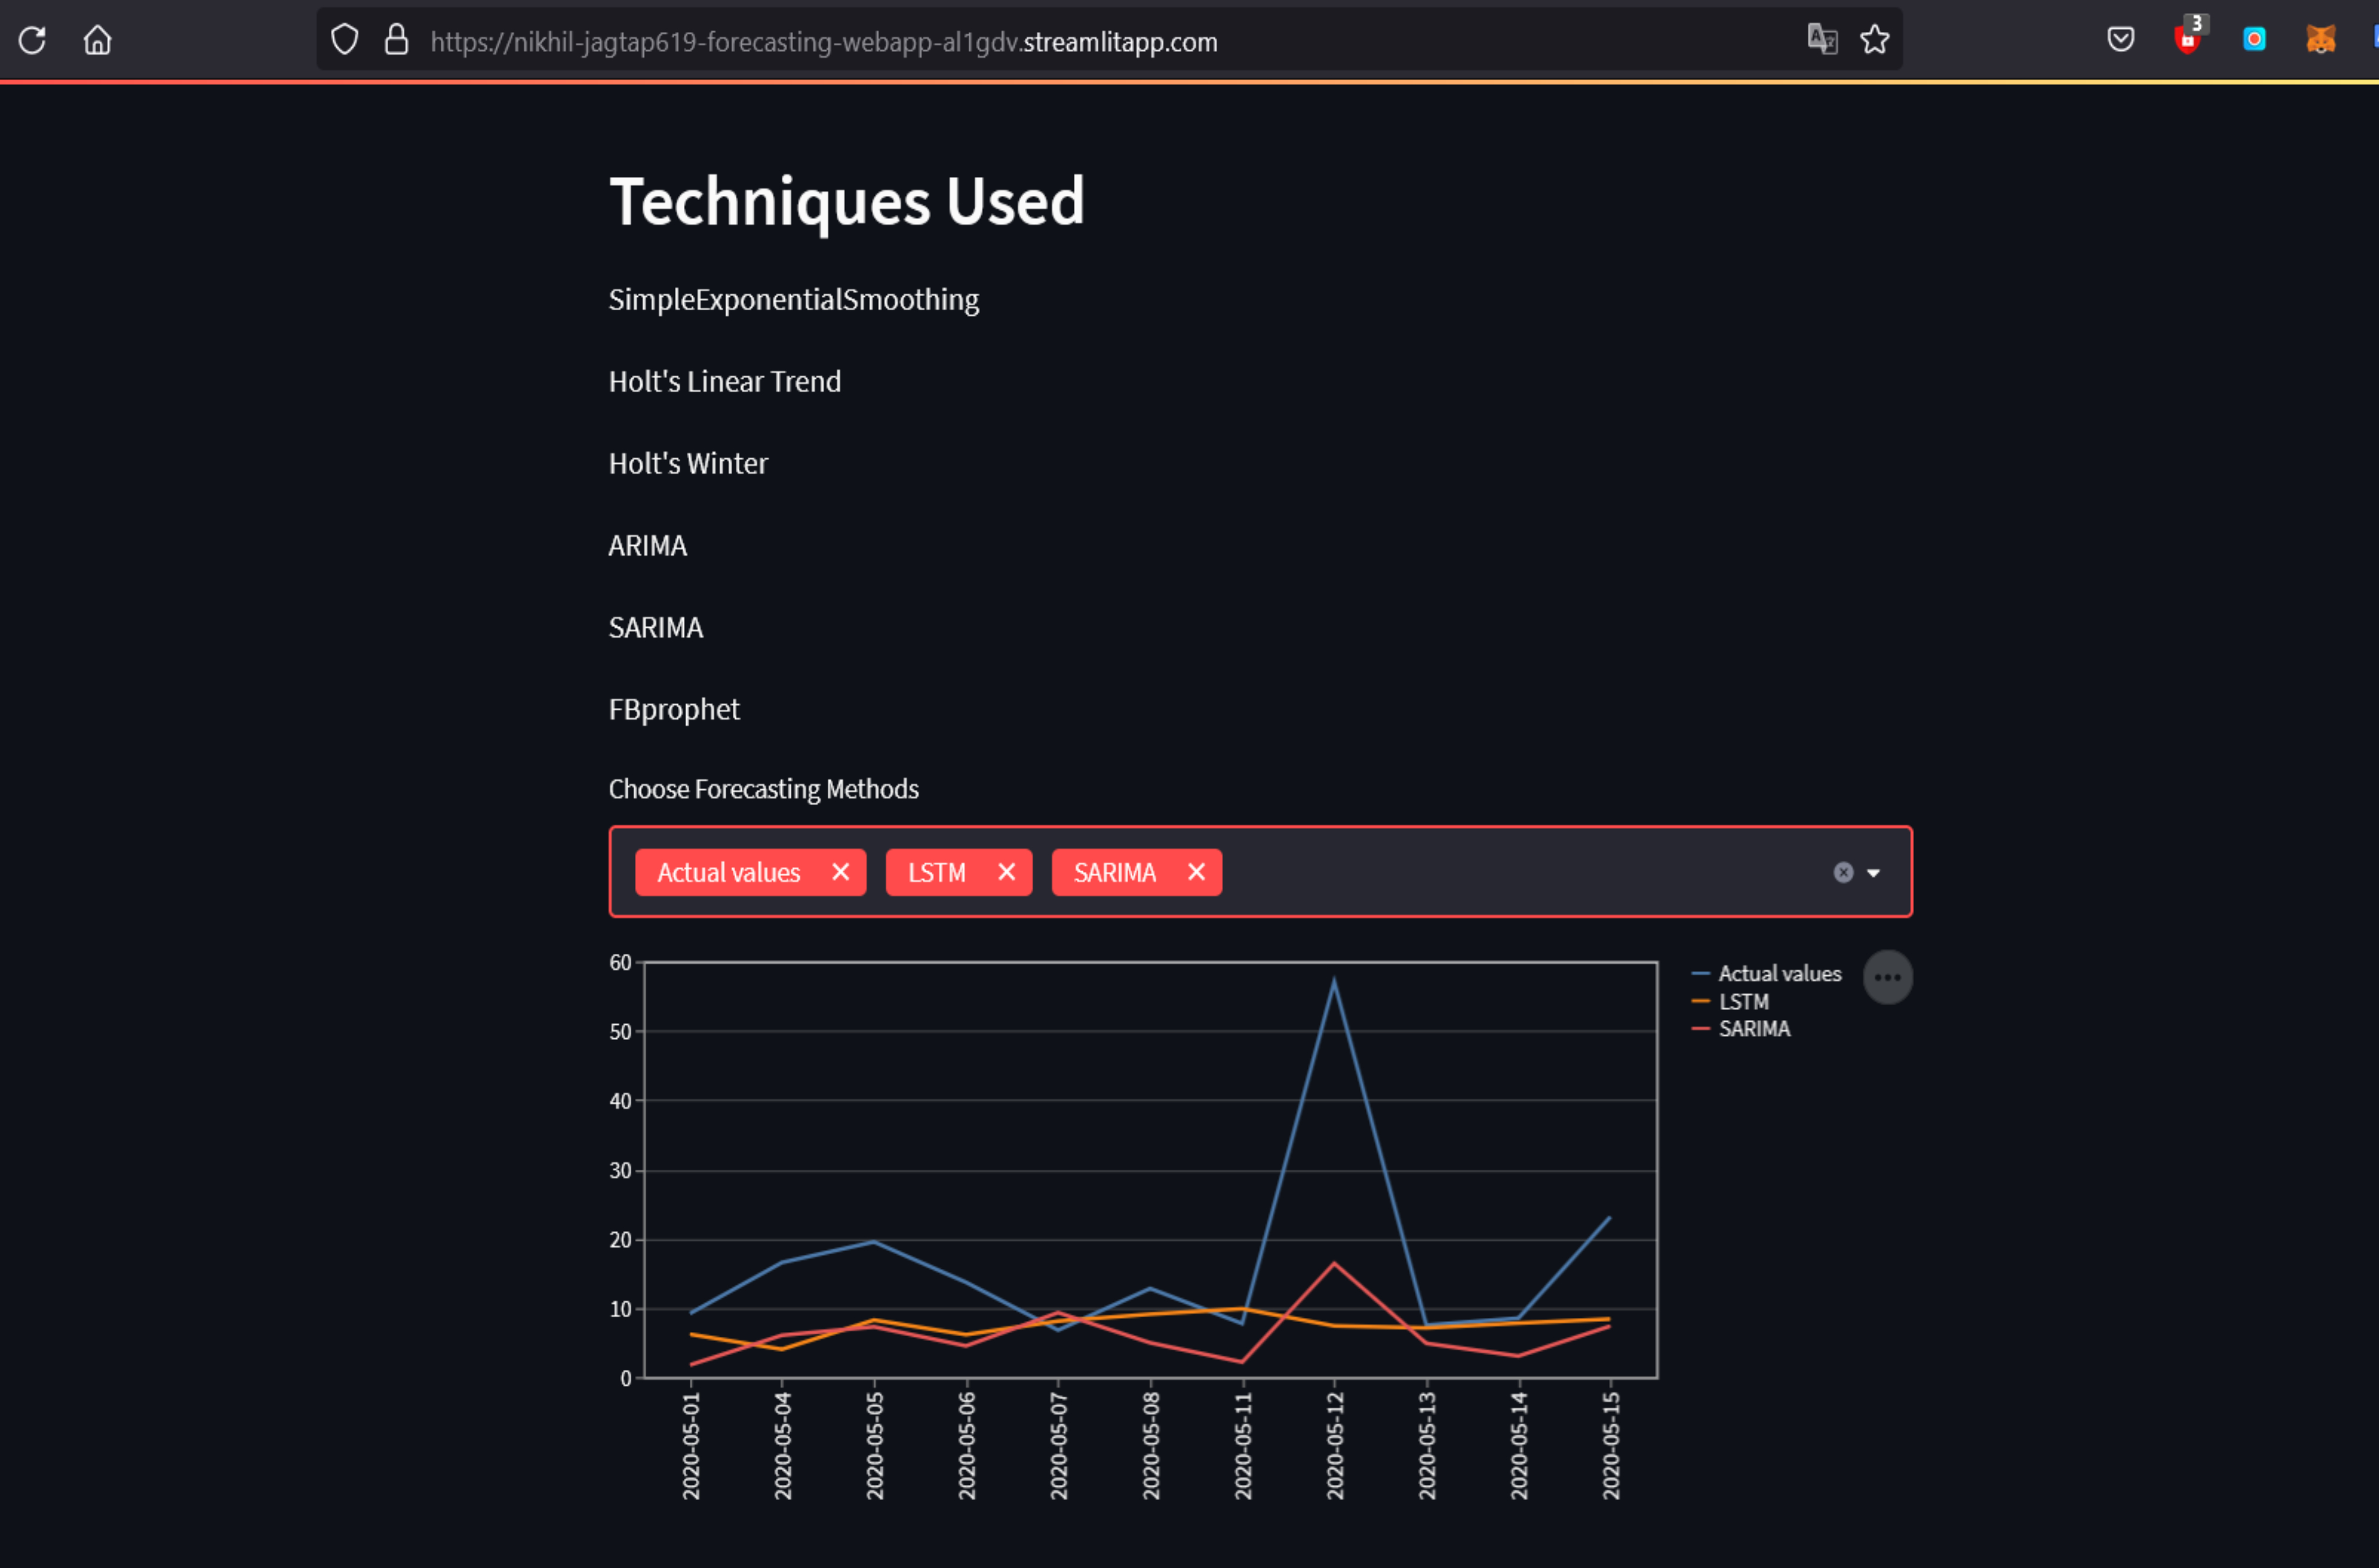 https://nikhil-jagtap619-forecasting-webapp-al1gdv.streamlitapp.com
3
Techniques Used
SimpleExponentialSmoothing
Holt's Linear Trend
Holt's Winter
ARIMA
SARIMA
FBprophet
Choose Forecasting Methods
Actual values
LSTM
SARIMA
60
50
40
30
20
10
0
Actual values
LSTM
SARIMA
2020-05-01
2020-05-04
2020-05-05
2020-05-06
2020-05-07
2020-05-08
2020-05-11
2020-05-12
2020-05-13
2020-05-14
2020-05-15